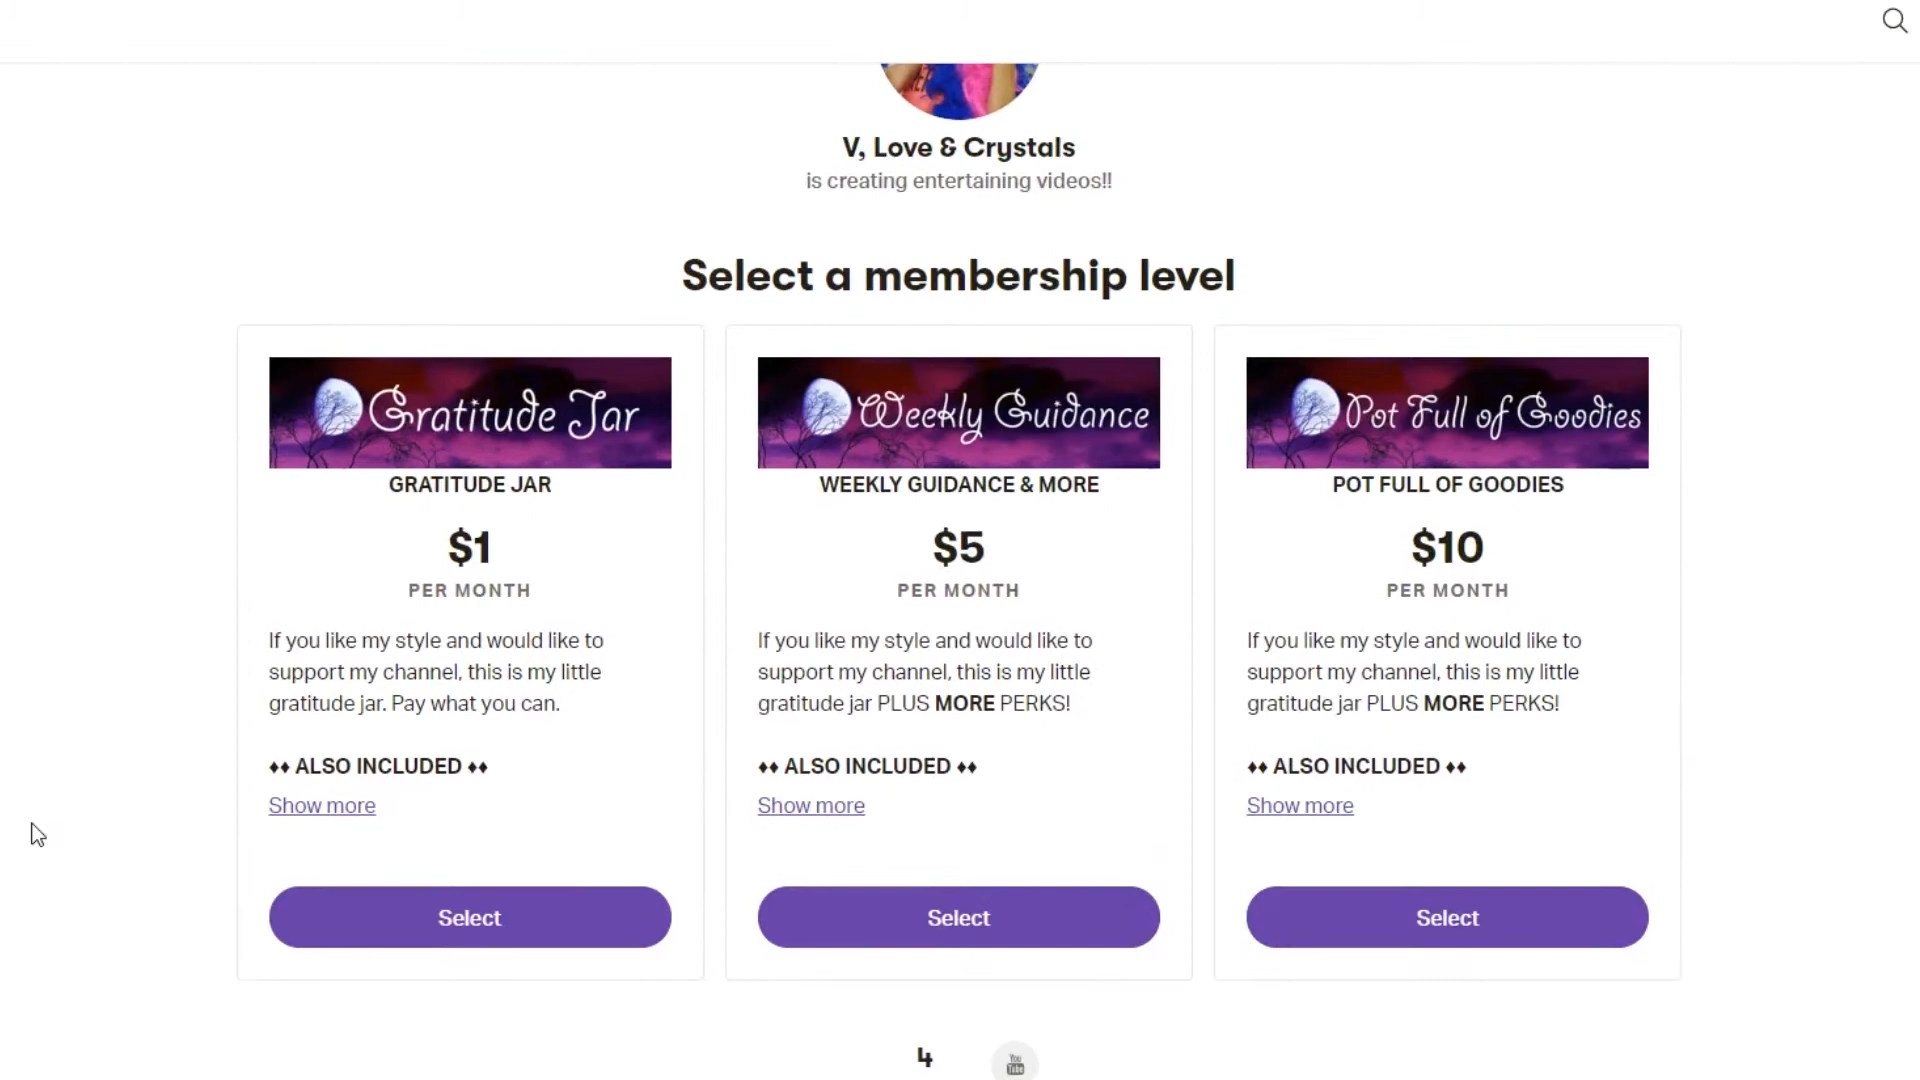 V, Love & Crystals
is creating entertaining videos!!
Select a membership level
Gratitude Jar
GRATITUDE JAR
$1
PER MONTH
If you like my style and would like to
support my channel, this is my little
gratitude jar. Pay what you can.
♦♦ ALSO INCLUDED ♦♦
Show more
Select
Weekly Guidance
WEEKLY GUIDANCE & MORE
$5
PER MONTH
If you like my style and would like to
support my channel, this is my little
gratitude jar PLUS MORE PERKS!
♦♦ ALSO INCLUDED ♦♦
Show more
Select
Pot Full of Goodies
POT FULL OF GOODIES
$10
PER MONTH
If you like my style and would like to
support my channel, this is my little
gratitude jar PLUS MORE PERKS!
♦♦ ALSO INCLUDED ♦♦
Show more
Select
4
You
Tube